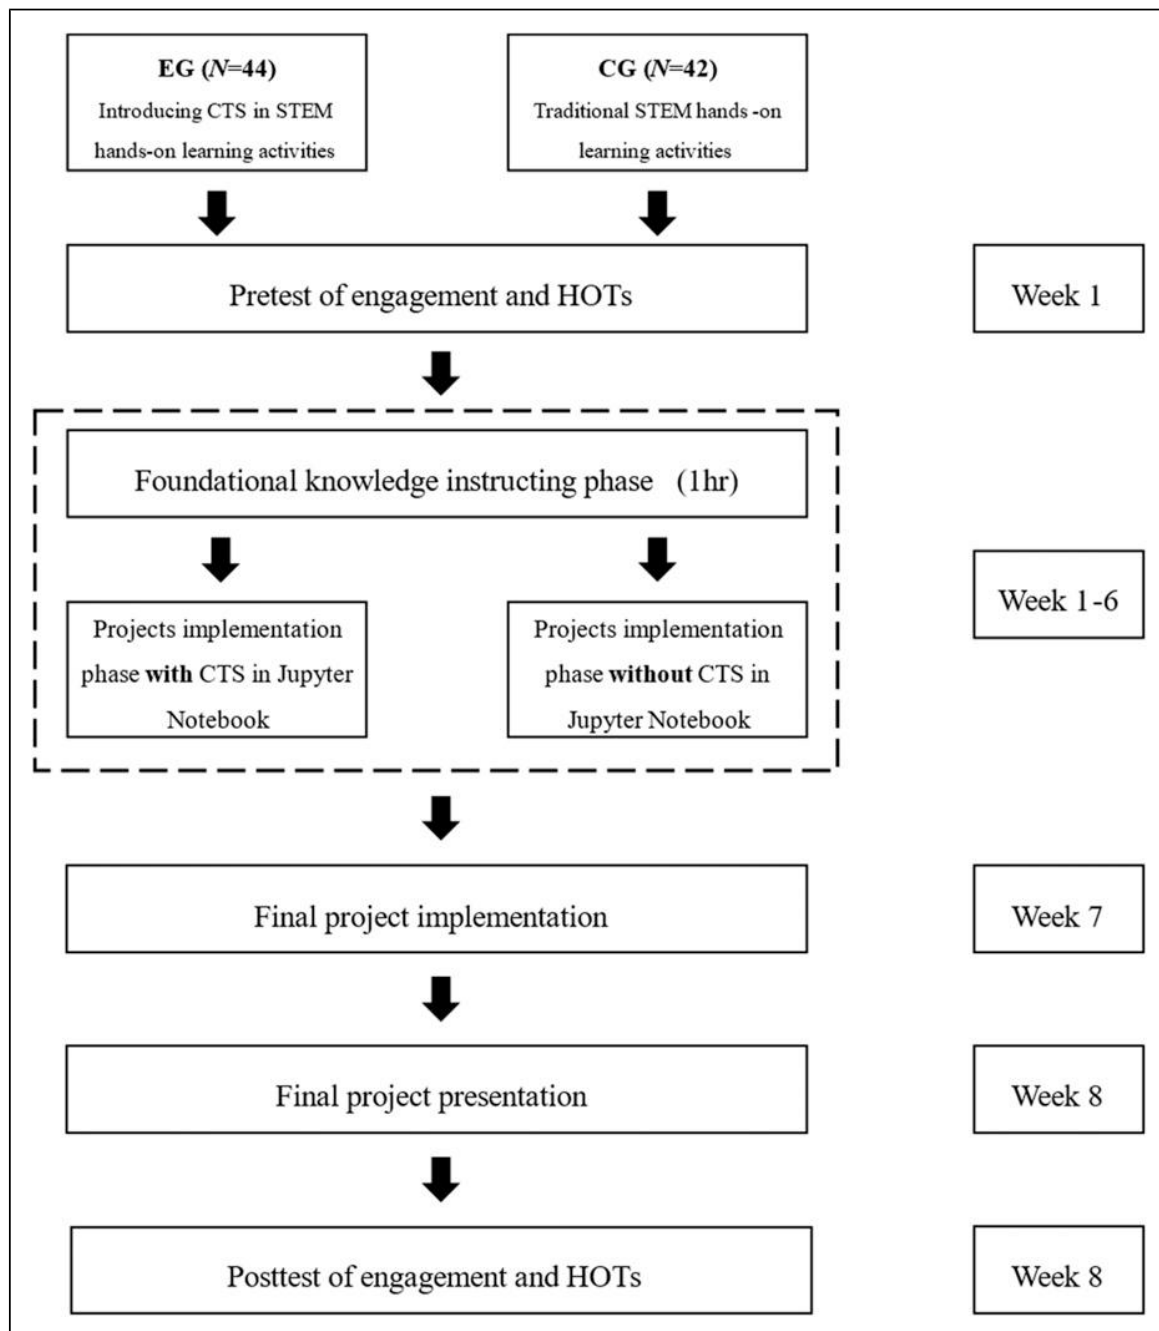 EG (N=44)
Introducing CTS in STEM
hands-on learning activities
CG (N=42)
Traditional STEM hands -on
learning activities
Pretest of engagement and HOTs
Week 1
Foundational knowledge instructing phase (1hr)
Projects implementation
phase with CTS in Jupyter
Notebook
Projects implementation
phase without CTS in
Jupyter Notebook
Week 1-6
Final project implementation
Week 7
Final project presentation
Week 8
Posttest of engagement and HOTs
Week 8